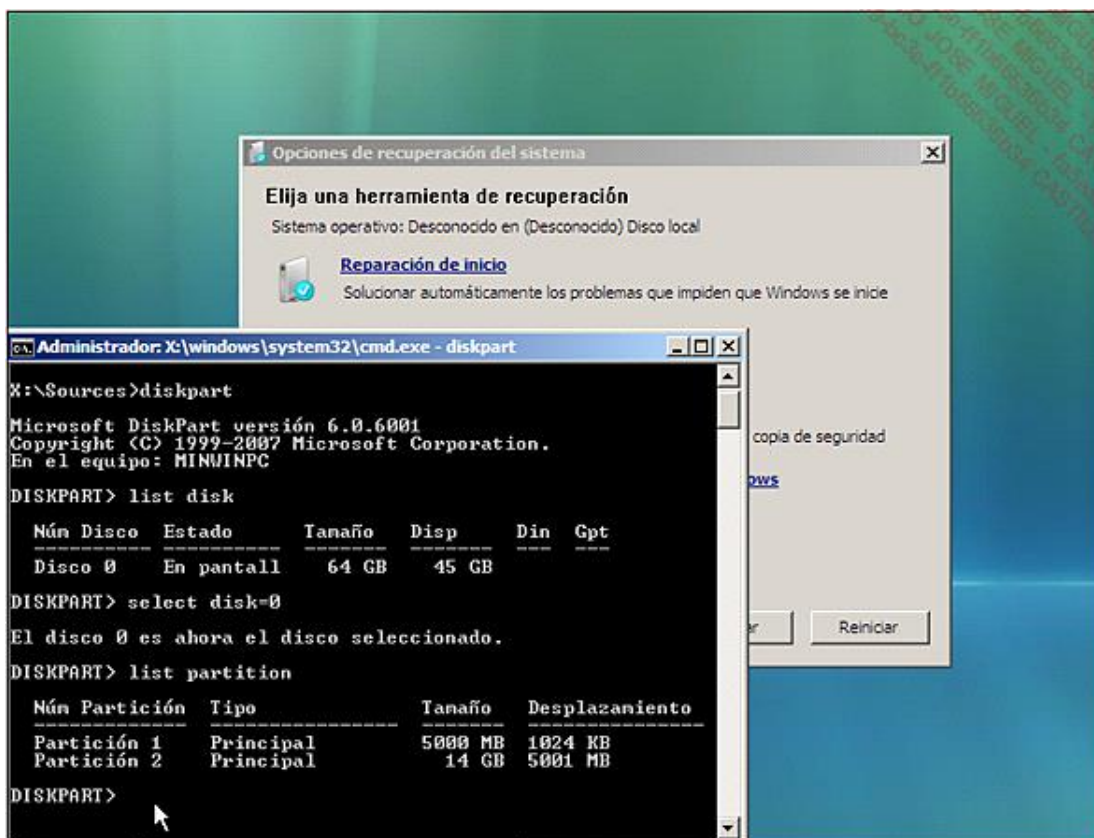 Opciones de recuperación del sistema
Elija una herramienta de recuperación
Sistema operativo: Desconocido en (Desconocido) Disco local
Reparación de inicio
Solucionar automáticamente los problemas que impiden que Windows se inicie
copia de seguridad
ows
Reiniciar
Administrador: X:\windows\system32\cmd.exe - diskpart
X:\Sources>diskpart
Microsoft DiskPart versión 6.0.6001
Copyright (C) 1999-2007 Microsoft Corporation.
En el equipo: MINWINPC
DISKPART> list disk
Núm Disco Estado Tamaño Disp Din Gpt
Disco 0 En pantall 64 GB 45 GB
DISKPART> select disk=0
El disco 0 es ahora el disco seleccionado.
DISKPART> list partition
Núm Partición Tipo Tamaño Desplazamiento
Partición 1 Principal 5000 MB 1024 KB
Partición 2 Principal 14 GB 5001 MB
DISKPART>